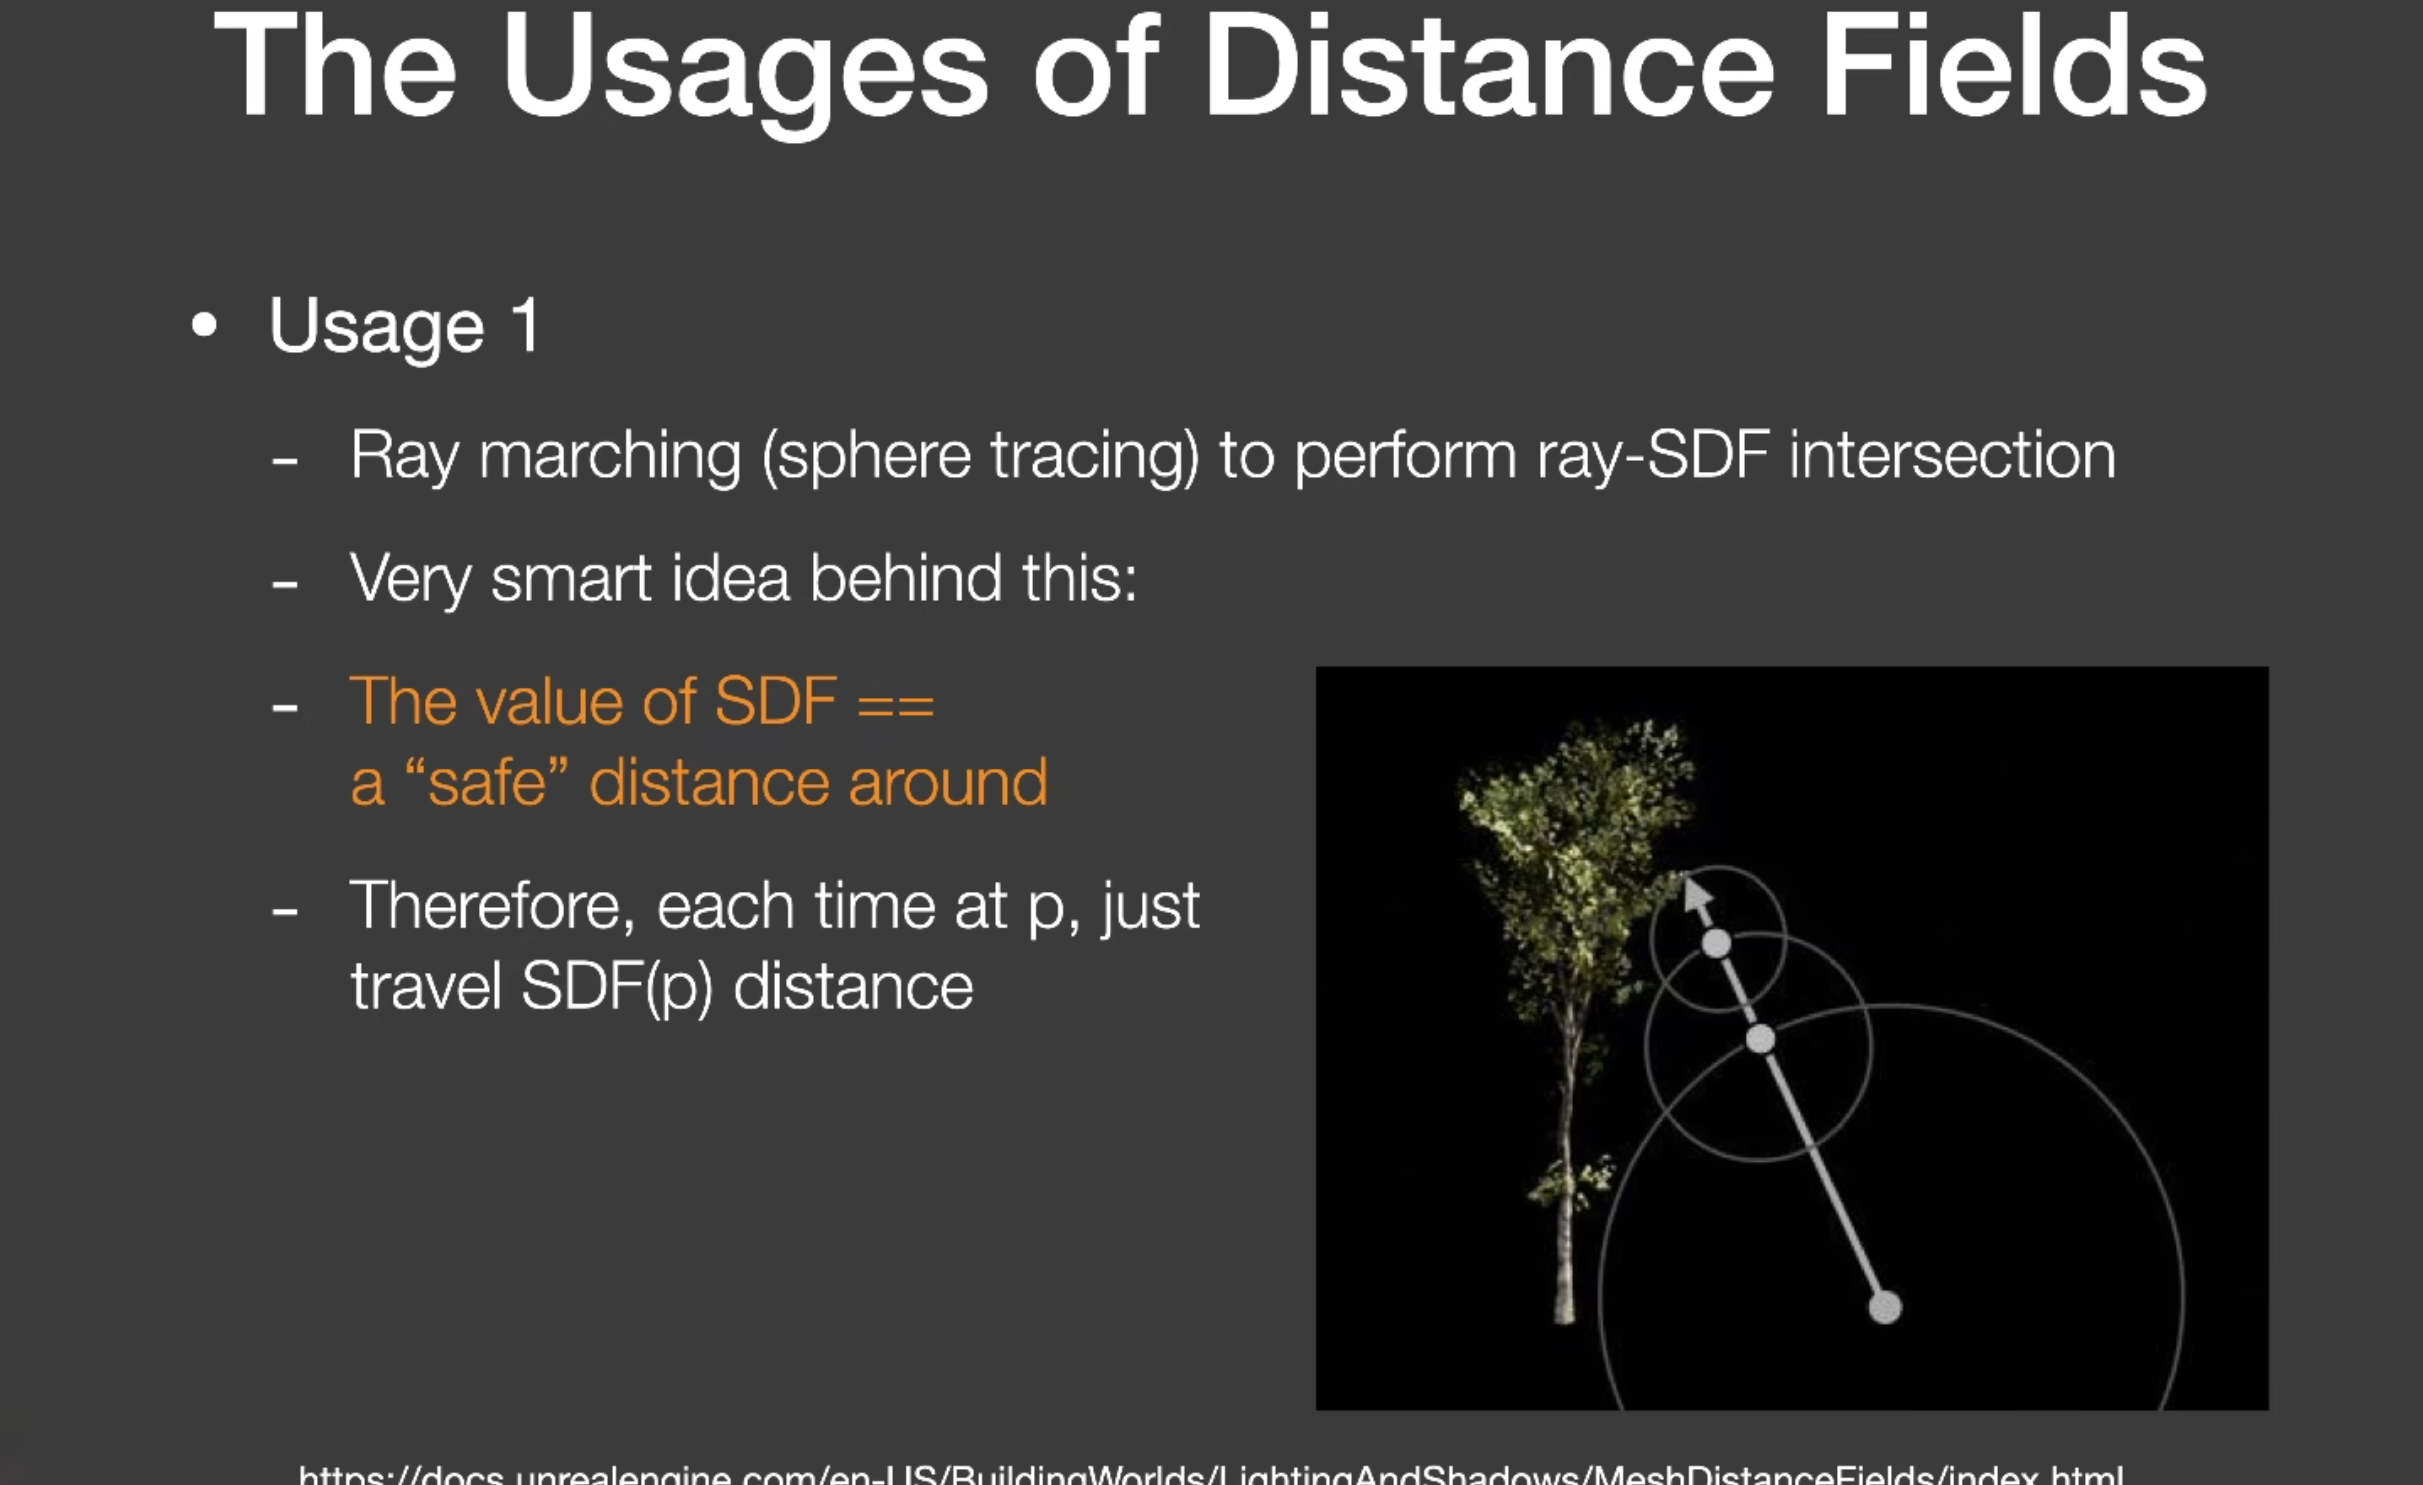 The Usages of Distance Fields
• Usage 1
- Ray marching (sphere tracing) to perform ray-SDF intersection
- Very smart idea behind this:
- The value of SDF ==
a “safe” distance around
- Therefore, each time at p, just
travel SDF(p) distance
https://docs.unrealengine.com/en-US/BuildingWorlds/LightingAndShadows/MeshDistanceFields/index.html